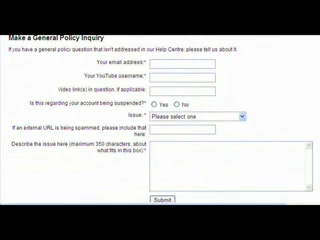 Make a General Policy Inquiry
If you have a general policy question that isn't addressed in our Help Centre, please tell us about it.
Your email address:*
Your YouTube username:*
Video link(s) in question, if applicable:
Is this regarding your account being suspended?* Yes No
Issue:* Please select one
If an external URL is being spammed, please include that
here:
Describe the issue here (maximum 350 characters, about
what fits in this box):*
Submit